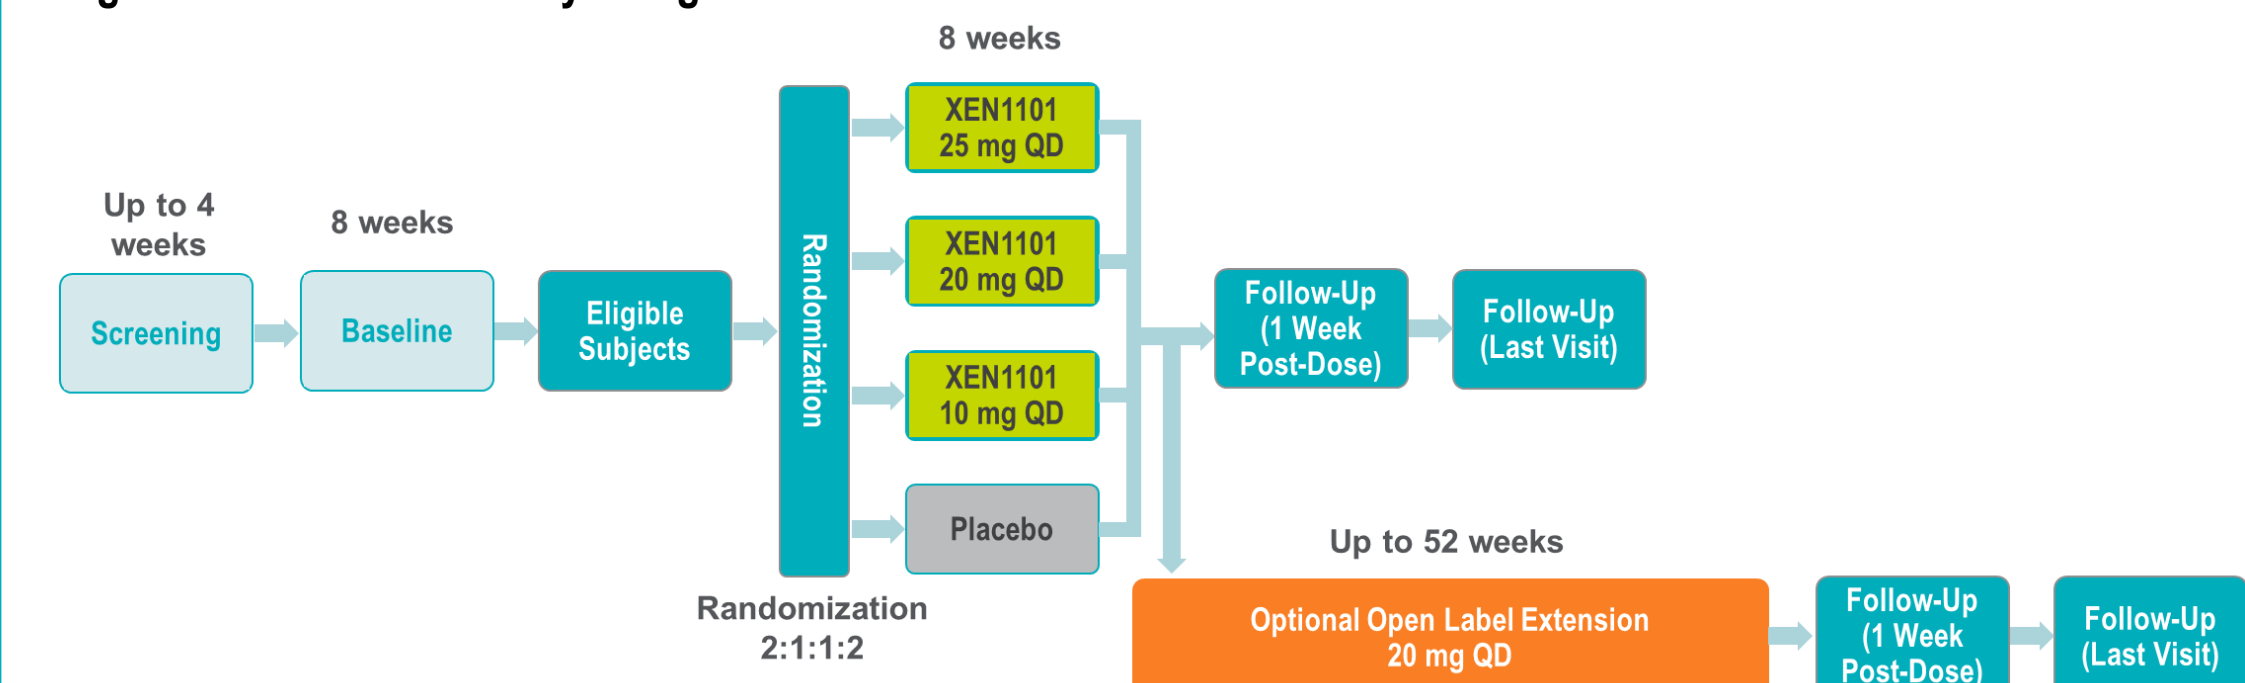 8 weeks
Up to 4
weeks
8 weeks
Screening
Baseline
Eligible
Subjects
Randomization
XEN1101
25 mg QD
XEN1101
20 mg QD
XEN1101
10 mg QD
Placebo
Randomization
2:1:1:2
Follow-Up
(1 Week
Post-Dose)
Follow-Up
(Last Visit)
Up to 52 weeks
Optional Open Label Extension
20 mg QD
Follow-Up
(1 Week
Post-Dose)
Follow-Up
(Last Visit)